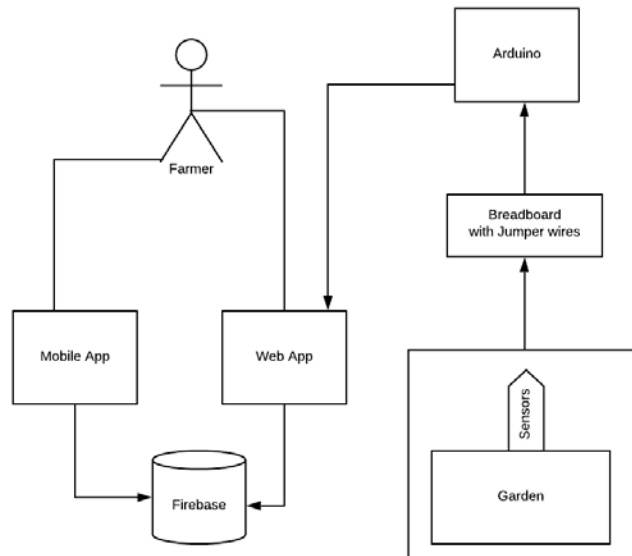 Arduino
Farmer
Breadboard
with Jumper wires
Mobile App
Web App
Sensors
Firebase
Garden